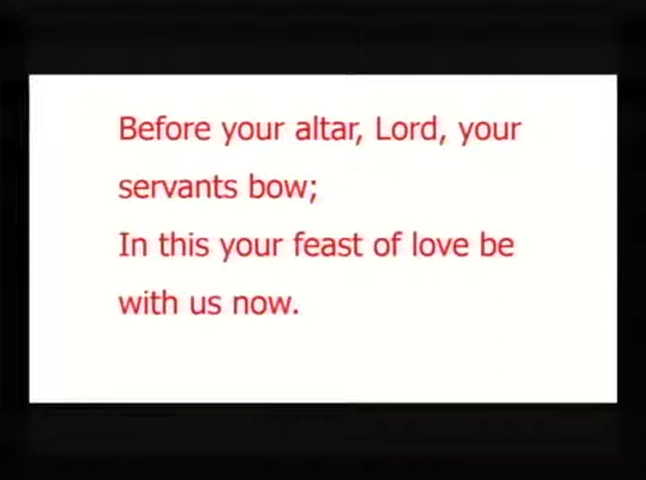 Before your altar, Lord, your
servants bow;
In this your feast of love be
with us now.